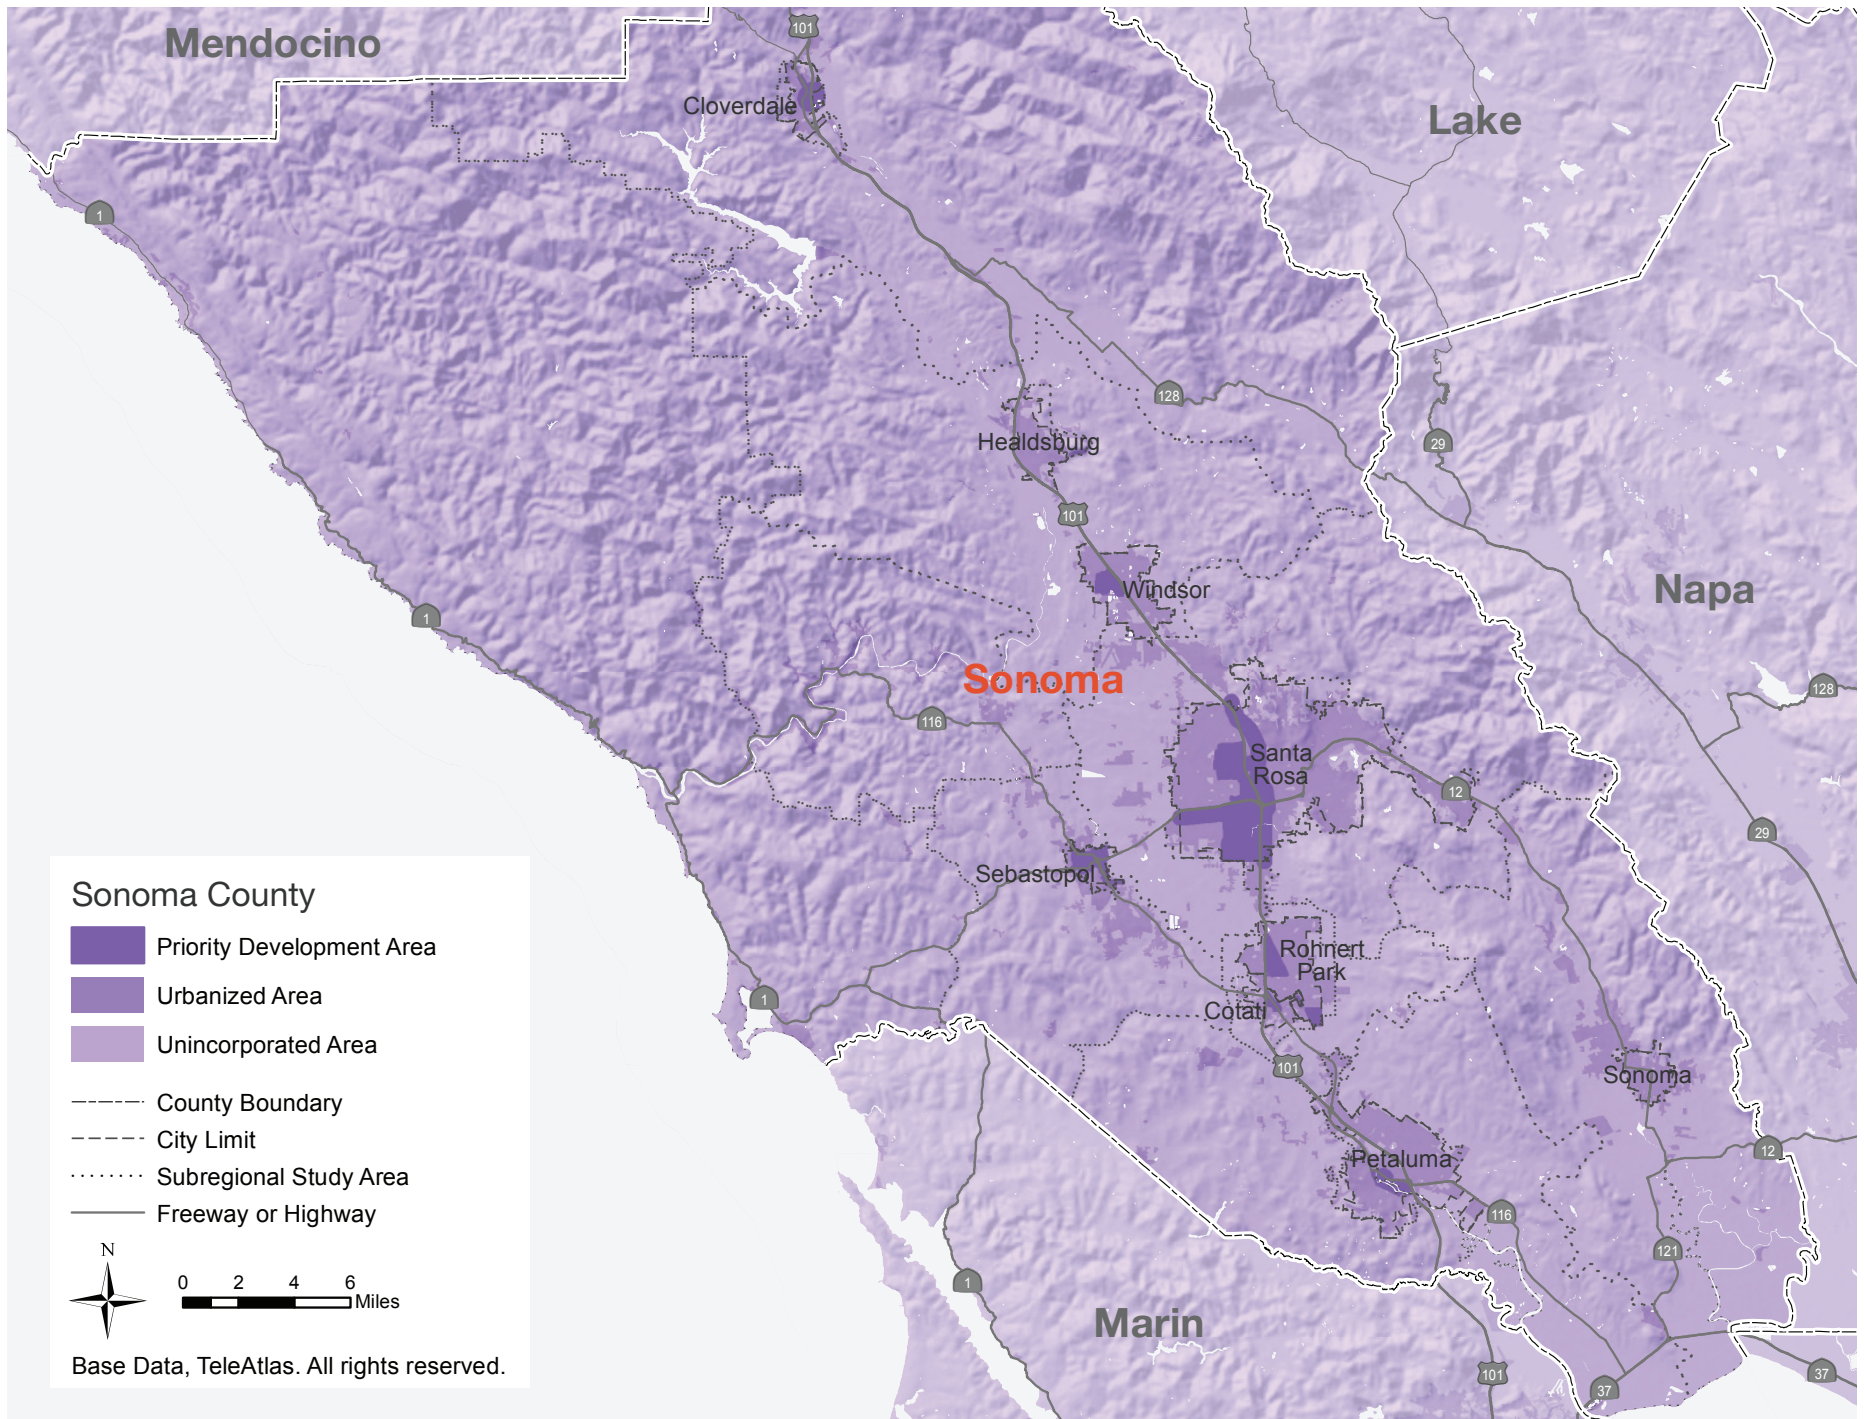 Mendocino
101
Cloverdale
Lake
1
128
Healdsburg
29
101
Windsor
Napa
1
Sonoma
128
116
Santa
Rosa
12
29
Sebastopol
Rohnert
Park
1
Cotati
101
Sonoma
12
Petaluma
116
121
1
Marin
101
37
37
Sonoma County
Priority Development Area
Urbanized Area
Unincorporated Area
County Boundary
City Limit
Subregional Study Area
Freeway or Highway
N
0 2 4 6
Miles
Base Data, TeleAtlas. All rights reserved.